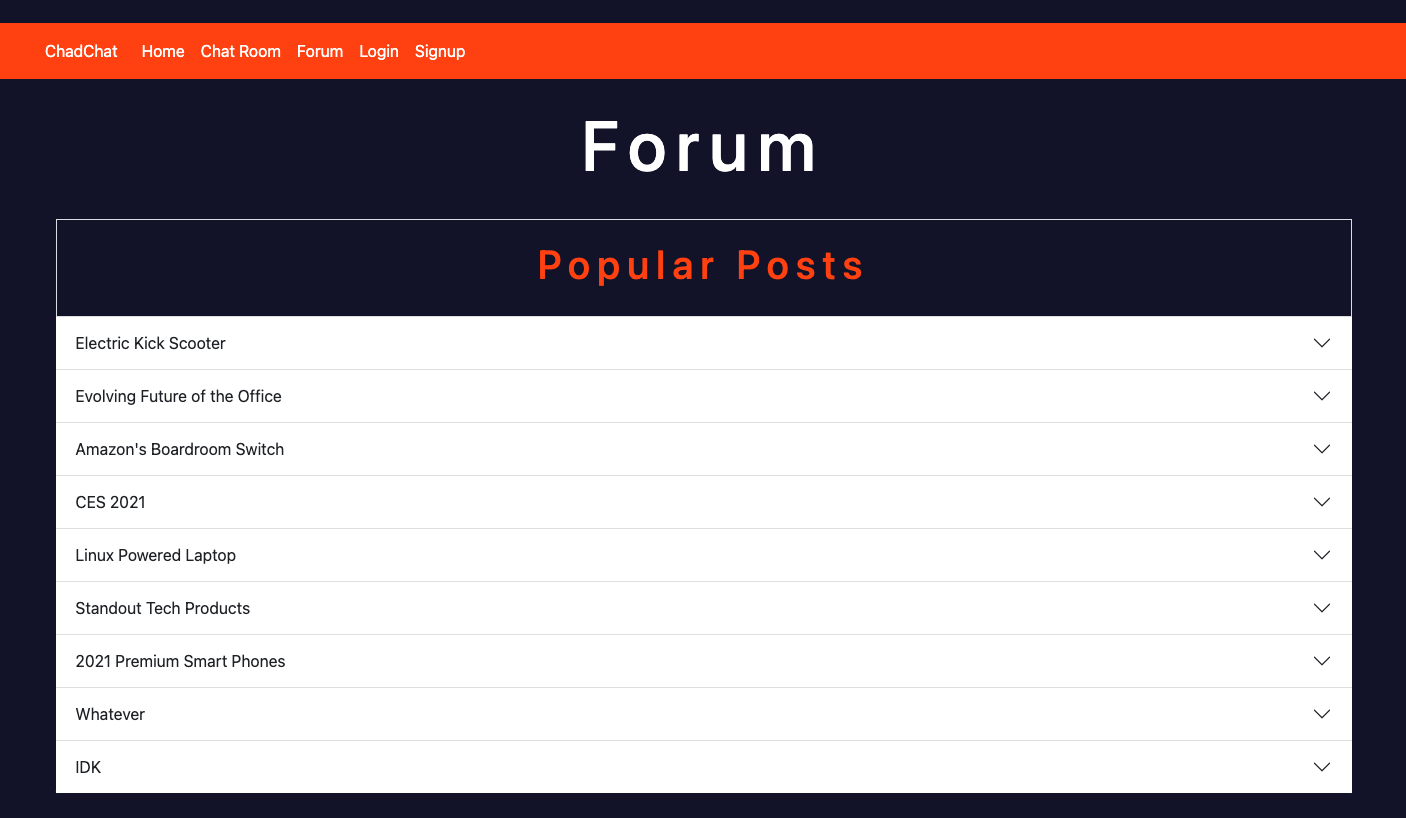 ChadChat Home Chat Room Forum Login Signup
Forum
Popular Posts
Electric Kick Scooter
Evolving Future of the Office
Amazon's Boardroom Switch
CES 2021
Linux Powered Laptop
Standout Tech Products
2021 Premium Smart Phones
Whatever
IDK